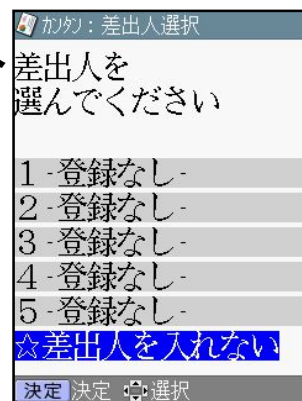 カンタン：差出人選択
差出人を
選んでください
1 -登録なし-
2 -登録なし-
3 -登録なし-
4 -登録なし-
5 -登録なし-
☆差出人を入れない
決定 決定 選択